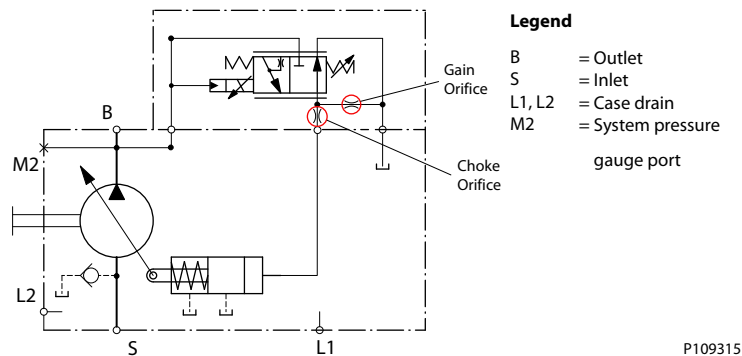 Legend
B = Outlet
S = Inlet
L1, L2 = Case drain
M2 = System pressure
gauge port
Gain
Orifice
Choke
Orifice
B
M2
L2
S
L1
P109315